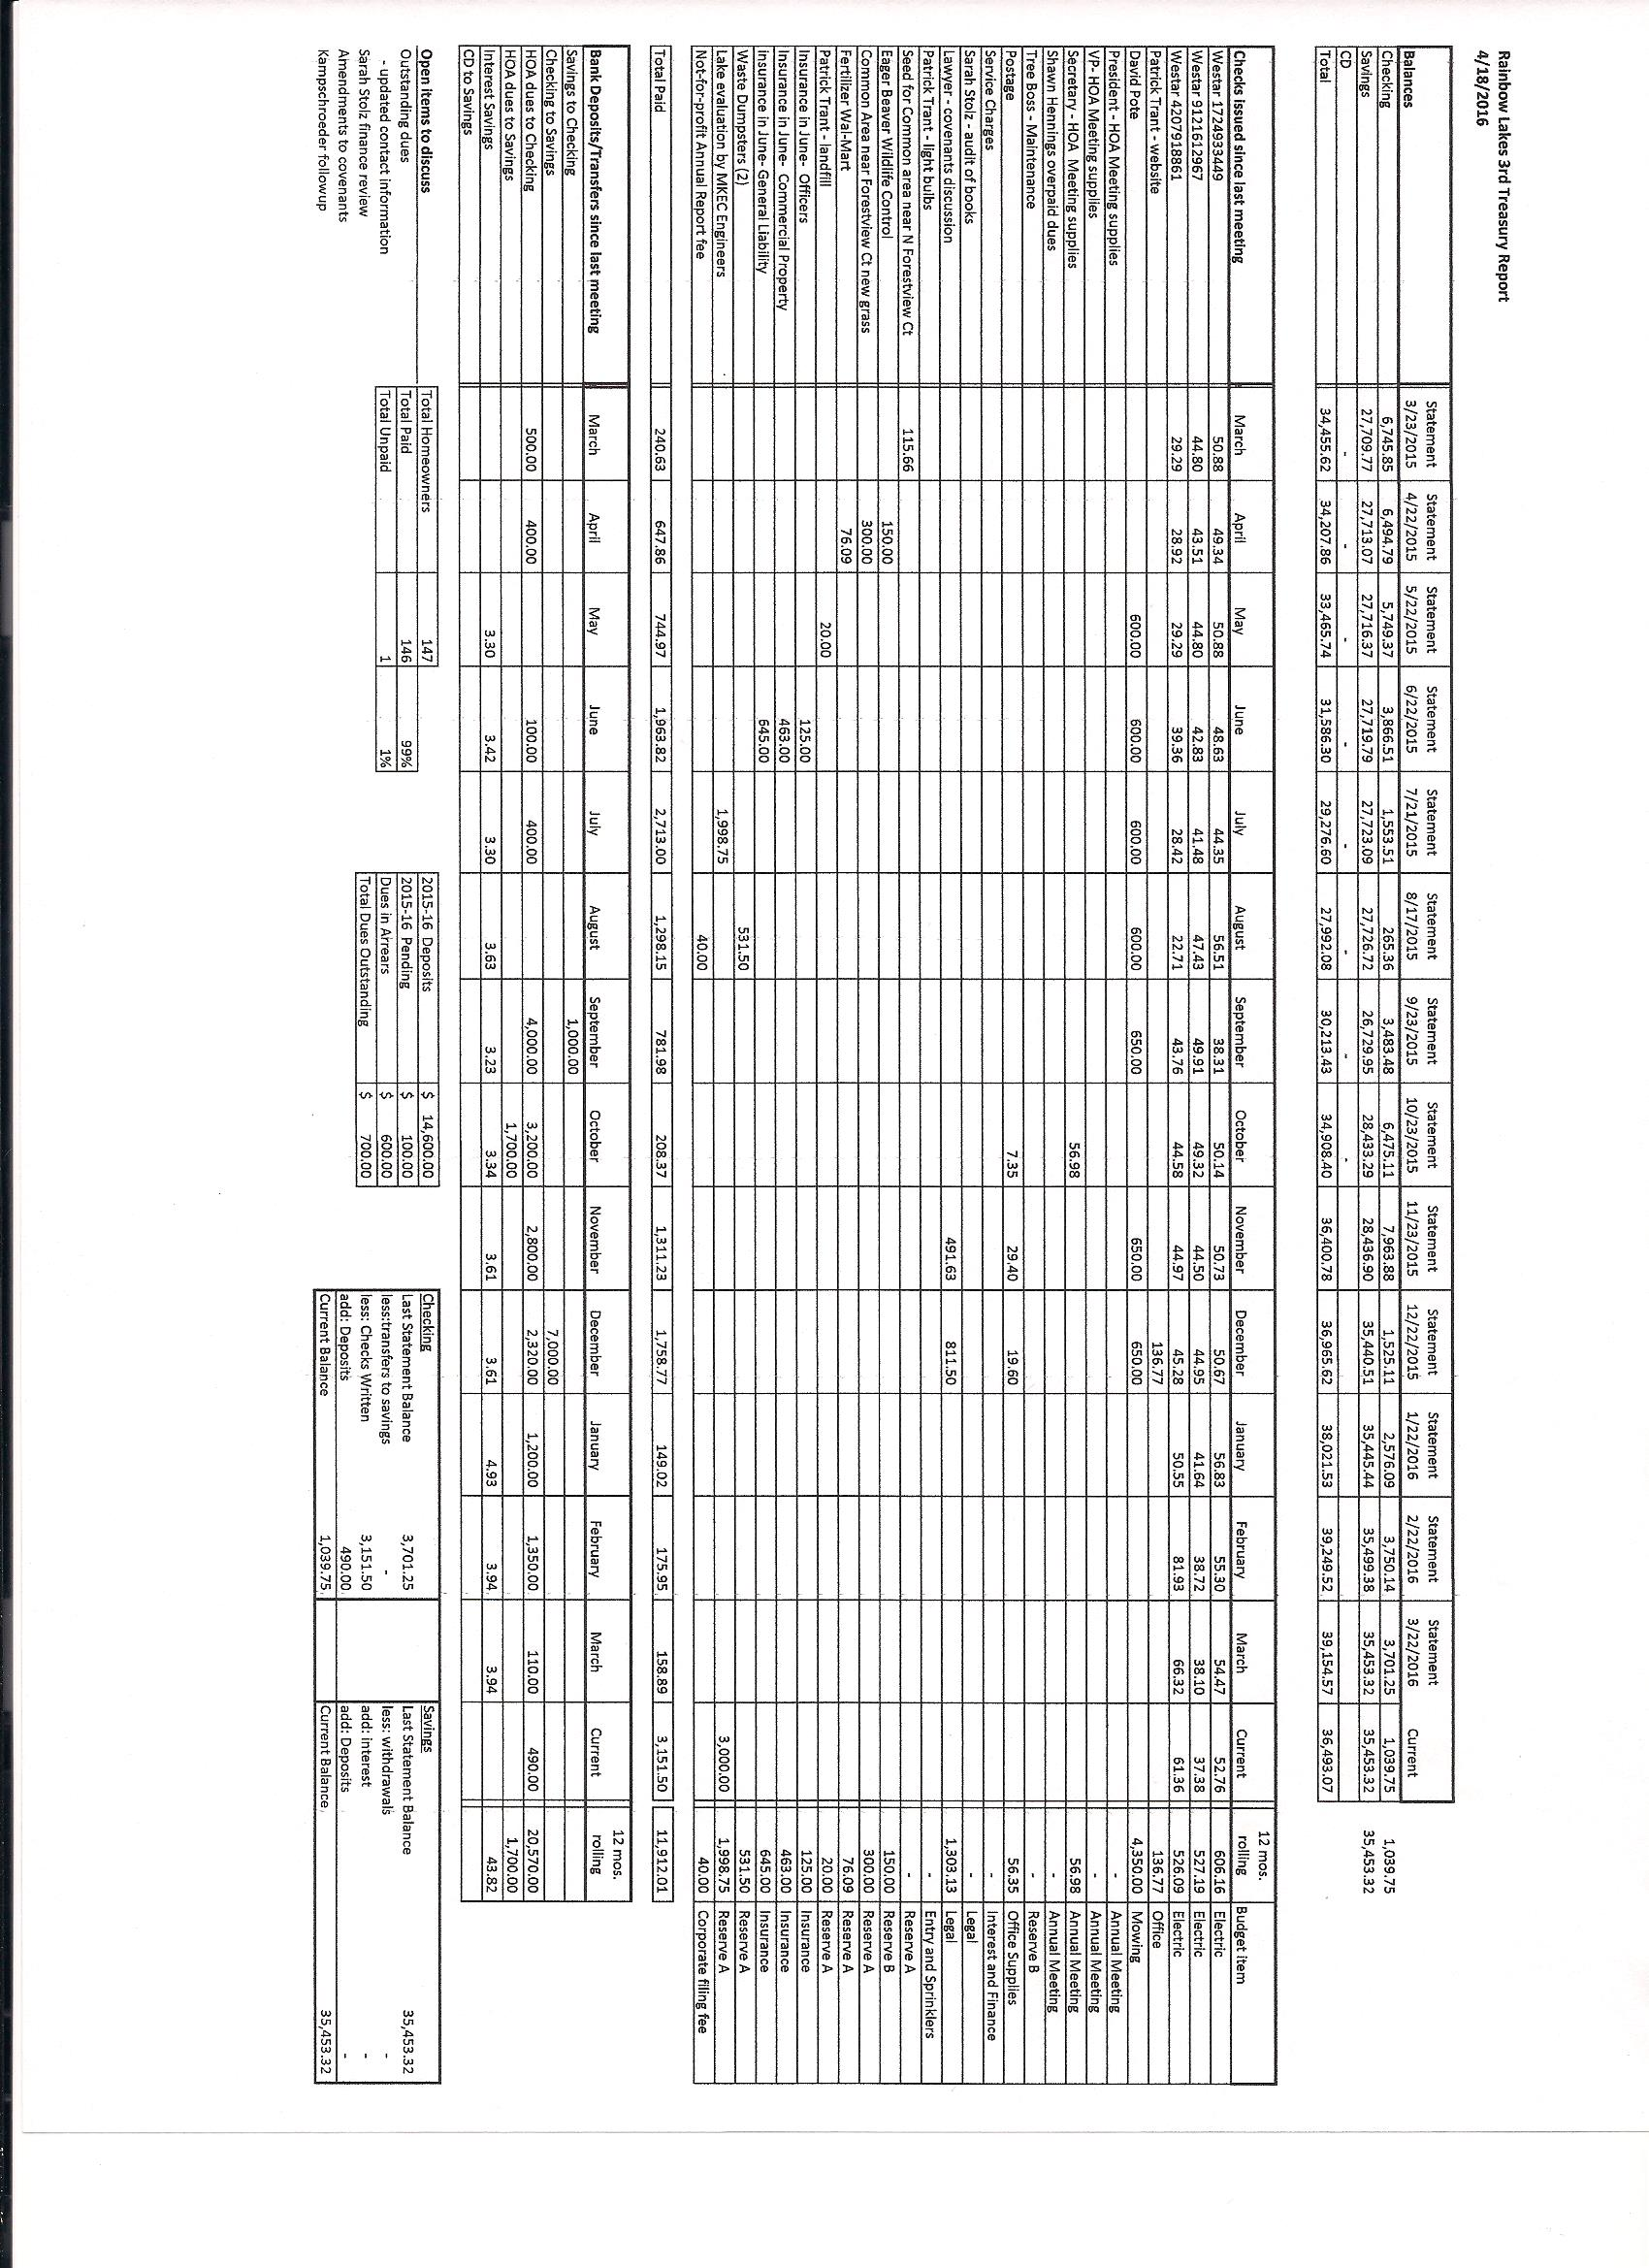 Rainbow Lakes 3rd Treasury Report
4/18/2016
Statement Statement Statement Statement Statement Statement Statement Statement Statement Statement Statement Statement Statement
Balances 3/23/2015 4/22/2015 5/22/2015 6/22/2015 7/21/2015 8/17/2015 9/23/2015 10/23/2015 11/23/2015 12/22/2015 1/22/2016 2/22/2016 3/22/2016 Current
Checking 6,745.85 6,494.79 5,749.37 3,866.51 1,553.51 265.36 3,483.48 6,475.11 7,963.88 1,525.11 2,576.09 3,750.14 3,701.25 1,039.75 1,039.75
Savings 27,709.77 27,713.07 27,716.37 27,719.79 27,723.09 27,726.72 26,729.95 28,433.29 28,436.90 35,440.51 35,445.44 35,499.38 35,453.32 35,453.32 35,453.32
CD - - - - - - - -
Total 34,455.62 34,207.86 33,465.74 31,586.30 29,276.60 27,992.08 30,213.43 34,908.40 36,400.78 36,965.62 38,021.53 39,249.52 39,154.57 36,493.07
12 mos.
Checks issued since last meeting March April May June July August September October November December January February March Current rolling Budget item
Westar 1724933449 50.88 49.34 50.88 48.63 44.35 56.51 38.31 50.14 50.73 50.67 56.83 55.30 54.47 52.76 606.16 Electric
Westar 9121612967 44.80 43.51 44.80 42.83 41.48 47.43 49.91 49.32 44.50 44.95 41.64 38.72 38.10 37.38 527.19 Electric
Westar 4207918861 29.29 28.92 29.29 39.36 28.42 22.71 43.76 44.58 44.97 45.28 50.55 81.93 66.32 61.36 526.09 Electric
Patrick Trant - website 136.77 136.77 Office
David Pote 600.00 600.00 600.00 600.00 650.00 650.00 650.00 4,350.00 Mowing
President - HOA Meeting supplies - Annual Meeting
VP- HOA Meeting supplies - Annual Meeting
Secretary - HOA Meeting supplies 56.98 56.98 Annual Meeting
Shawn Hennings overpaid dues - Annual Meeting
Tree Boss - Maintenance - Reserve B
Postage 7.35 29.40 19.60 56.35 Office Supplies
Service Charges - Interest and Finance
Sarah Stolz - audit of books - Legal
Lawyer - covenants discussion 491.63 811.50 1,303.13 Legal
Patrick Trant - light bulbs - Entry and Sprinklers
Seed for Common area near N Forestview Ct 115.66 - Reserve A
Eager Beaver Wildlife Control 150.00 150.00 Reserve B
Common Area near Forestview Ct new grass 300.00 300.00 Reserve A
Fertilizer Wal-Mart 76.09 76.09 Reserve A
Patrick Trant - landfill 20.00 20.00 Reserve A
Insurance in June- Officers 125.00 125.00 Insurance
Insurance in June- Commercial Property 463.00 463.00 Insurance
Insurance in June- General Liability 645.00 645.00 Insurance
Waste Dumpsters (2) 531.50 531.50 Reserve A
Lake evaluation by MKEC Engineers 1,998.75 3,000.00 1,998.75 Reserve A
Not-for-profit Annual Report fee 40.00 40.00 Corporate filing fee
Total Paid 240.63 647.86 744.97 1,963.82 2,713.00 1,298.15 781.98 208.37 1,311.23 1,758.77 149.02 175.95 158.89 3,151.50 11,912.01
12 mos.
Bank Deposits/Transfers since last meeting March April May June July August September October November December January February March Current rolling
Savings to Checking 1,000.00
Checking to Savings 7,000.00
HOA dues to Checking 500.00 400.00 100.00 400.00 4,000.00 3,200.00 2,800.00 2,320.00 1,200.00 1,350.00 110.00 490.00 20,570.00
HOA dues to Savings 1,700.00 1,700.00
Interest Savings 3.30 3.42 3.30 3.63 3.23 3.34 3.61 3.61 4.93 3.94 3.94 43.82
CD to Savings
Open items to discuss Total Homeowners 147 2015-16 Deposits $ 14,600.00 Checking Savings
Outstanding dues Total Paid 146 99% 2015-16 Pending $ 100.00 Last Statement Balance 3,701.25 Last Statement Balance 35,453.32
- updated contact information Total Unpaid 1 1% Dues in Arrears $ 600.00 less:transfers to savings - less: withdrawals -
Sarah Stolz finance review Total Dues Outstanding $ 700.00 less: Checks Written 3,151.50 add: interest -
Amendments to covenants add: Deposits 490.00 add: Deposits -
Kampschroeder followup Current Balance 1,039.75 Current Balance 35,453.32